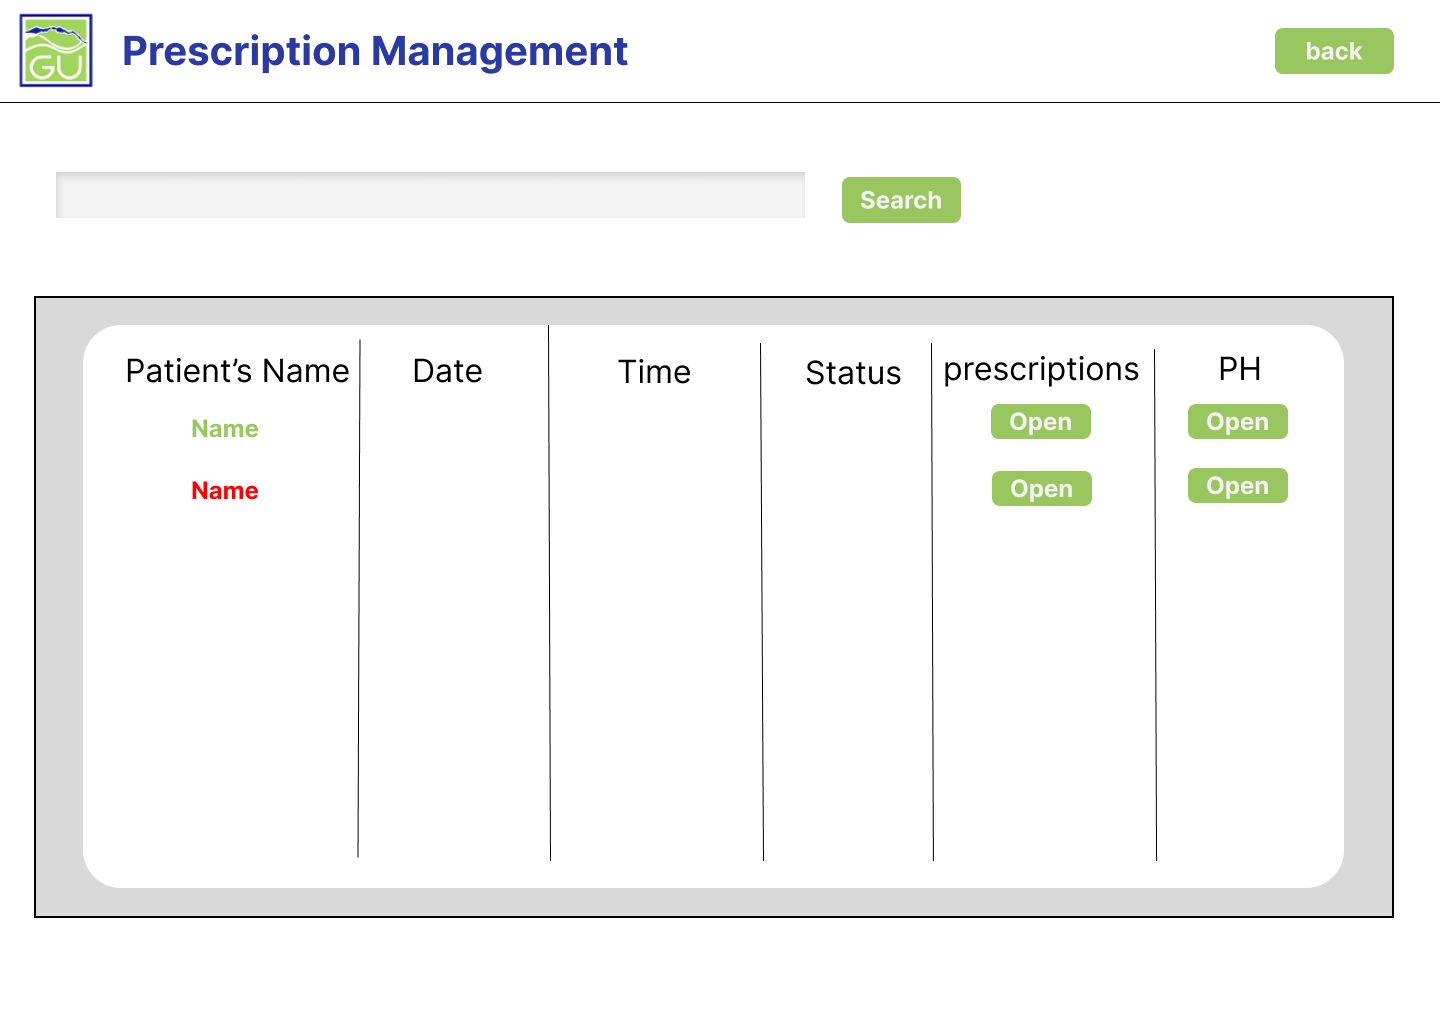 GU
Prescription Management
back
Search
Patient’s Name Date Time Status prescriptions PH
Name Open Open
Name Open Open